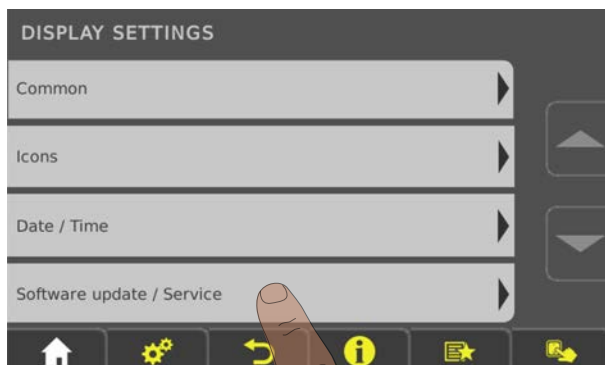 DISPLAY SETTINGS
Common
Icons
Date / Time
Software update / Service